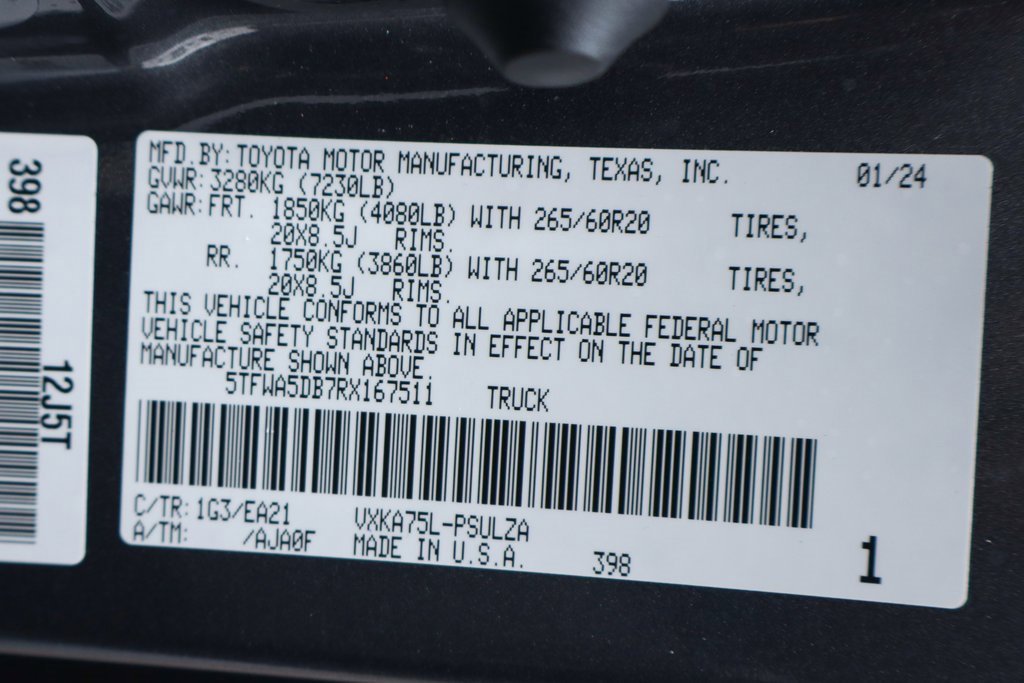 398
12J5T
MFD.BY:TOYOTA MOTOR MANUFACTURING, TEXAS, INC. 01/24
GVWR:3280KG (7230LB)
GAWR:FRT. 1850KG (4080LB) WITH 265/60R20 TIRES,
20X8.5J RIMS.
RR. 1750KG (3860LB) WITH 265/60R20 TIRES,
20X8.5J RIMS.
THIS VEHICLE CONFORMS TO ALL APPLICABLE FEDERAL MOTOR
VEHICLE SAFETY STANDARDS IN EFFECT ON THE DATE OF
MANUFACTURE SHOWN ABOVE.
5TFWA5DB7RX167511 TRUCK
C/TR:1G3/EA21 VXKA75L-PSULZA
A/TM: /AJA0F MADE IN U.S.A. 398 1